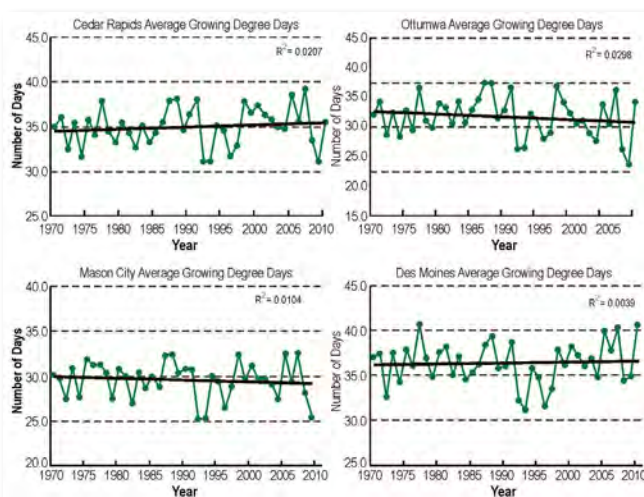 Cedar Rapids Average Growing Degree Days
45.0
40.0
35.0
30.0
25.0
Number of Days
R² = 0.0207
1970 1975 1980 1985 1990 1995 2000 2005 2010
Year
Ottumwa Average Growing Degree Days
45.0
40.0
35.0
30.0
25.0
20.0
15.0
Number of Days
R² = 0.0298
1970 1975 1980 1985 1990 1995 2000 2005
Year
Mason City Average Growing Degree Days
40.0
35.0
30.0
25.0
20.0
Number of Days
R² = 0.0104
1970 1975 1980 1985 1990 1995 2000 2005 2010
Year
Des Moines Average Growing Degree Days
45.0
40.0
35.0
30.0
25.0
Number of Days
R² = 0.0039
1970 1975 1980 1985 1990 1995 2000 2005 2010
Year